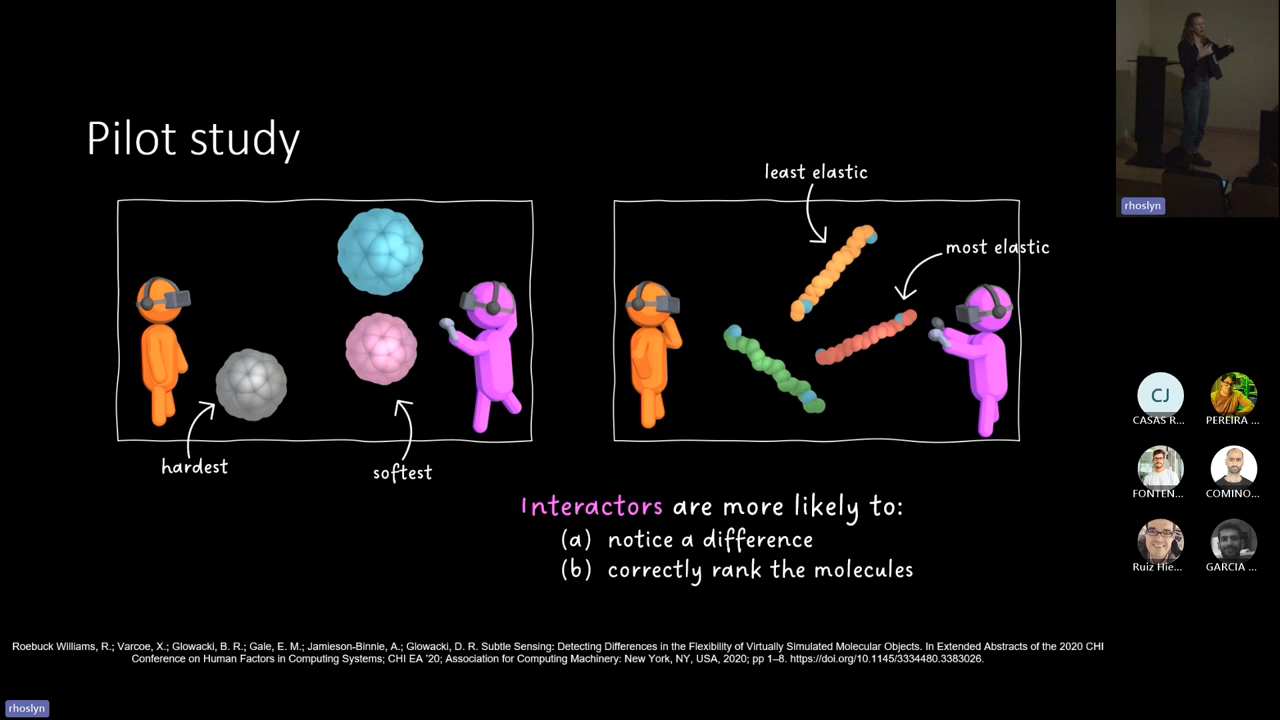 Pilot study
least elastic
most elastic
hardest
softest
Interactors are more likely to:
(a) notice a difference
(b) correctly rank the molecules
Roebuck Williams, R.; Varcoe, X.; Glowacki, B. R.; Gale, E. M.; Jamieson-Binnie, A.; Glowacki, D. R. Subtle Sensing: Detecting Differences in the Flexibility of Virtually Simulated Molecular Objects. In Extended Abstracts of the 2020 CHI
Conference on Human Factors in Computing Systems; CHI EA '20; Association for Computing Machinery: New York, NY, USA, 2020; pp 1–8. https://doi.org/10.1145/3334480.3383026.
rhoslyn
CJ
CASAS R...
PEREIRA ...
FONTEN...
COMINO...
Ruiz Hie...
GARCIA ...
rhoslyn